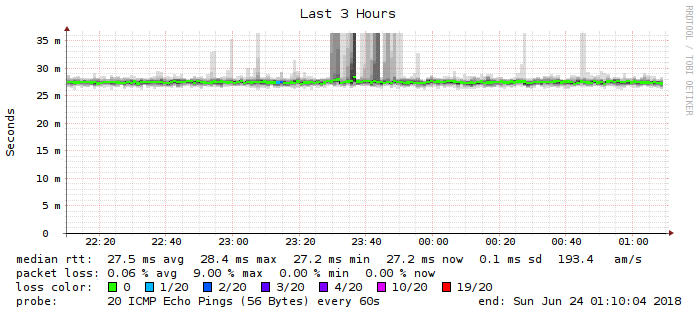 Last 3 Hours
RRDTOOL / TOBI OETIKER
Seconds
35 m
30 m
25 m
20 m
15 m
10 m
5 m
0
22:20 22:40 23:00 23:20 23:40 00:00 00:20 00:40 01:00
median rtt: 27.5 ms avg 28.4 ms max 27.2 ms min 27.2 ms now 0.1 ms sd 193.4 am/s
packet loss: 0.06 % avg 9.00 % max 0.00 % min 0.00 % now
loss color: 0 1/20 2/20 3/20 4/20 10/20 19/20
probe: 20 ICMP Echo Pings (56 Bytes) every 60s end: Sun Jun 24 01:10:04 2018